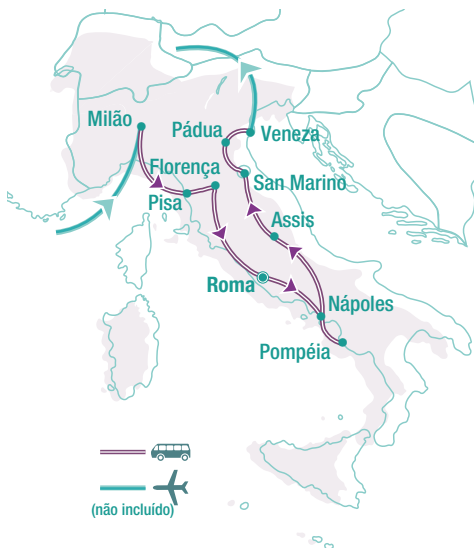 Milão
Pádua
Veneza
Florença
San Marino
Pisa
Assis
Roma
Nápoles
Pompéia
(não incluído)